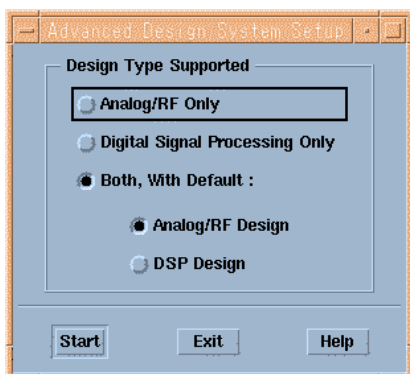 Advanced Design System Setup
Design Type Supported
Analog/RF Only
Digital Signal Processing Only
Both, With Default :
Analog/RF Design
DSP Design
Start Exit Help